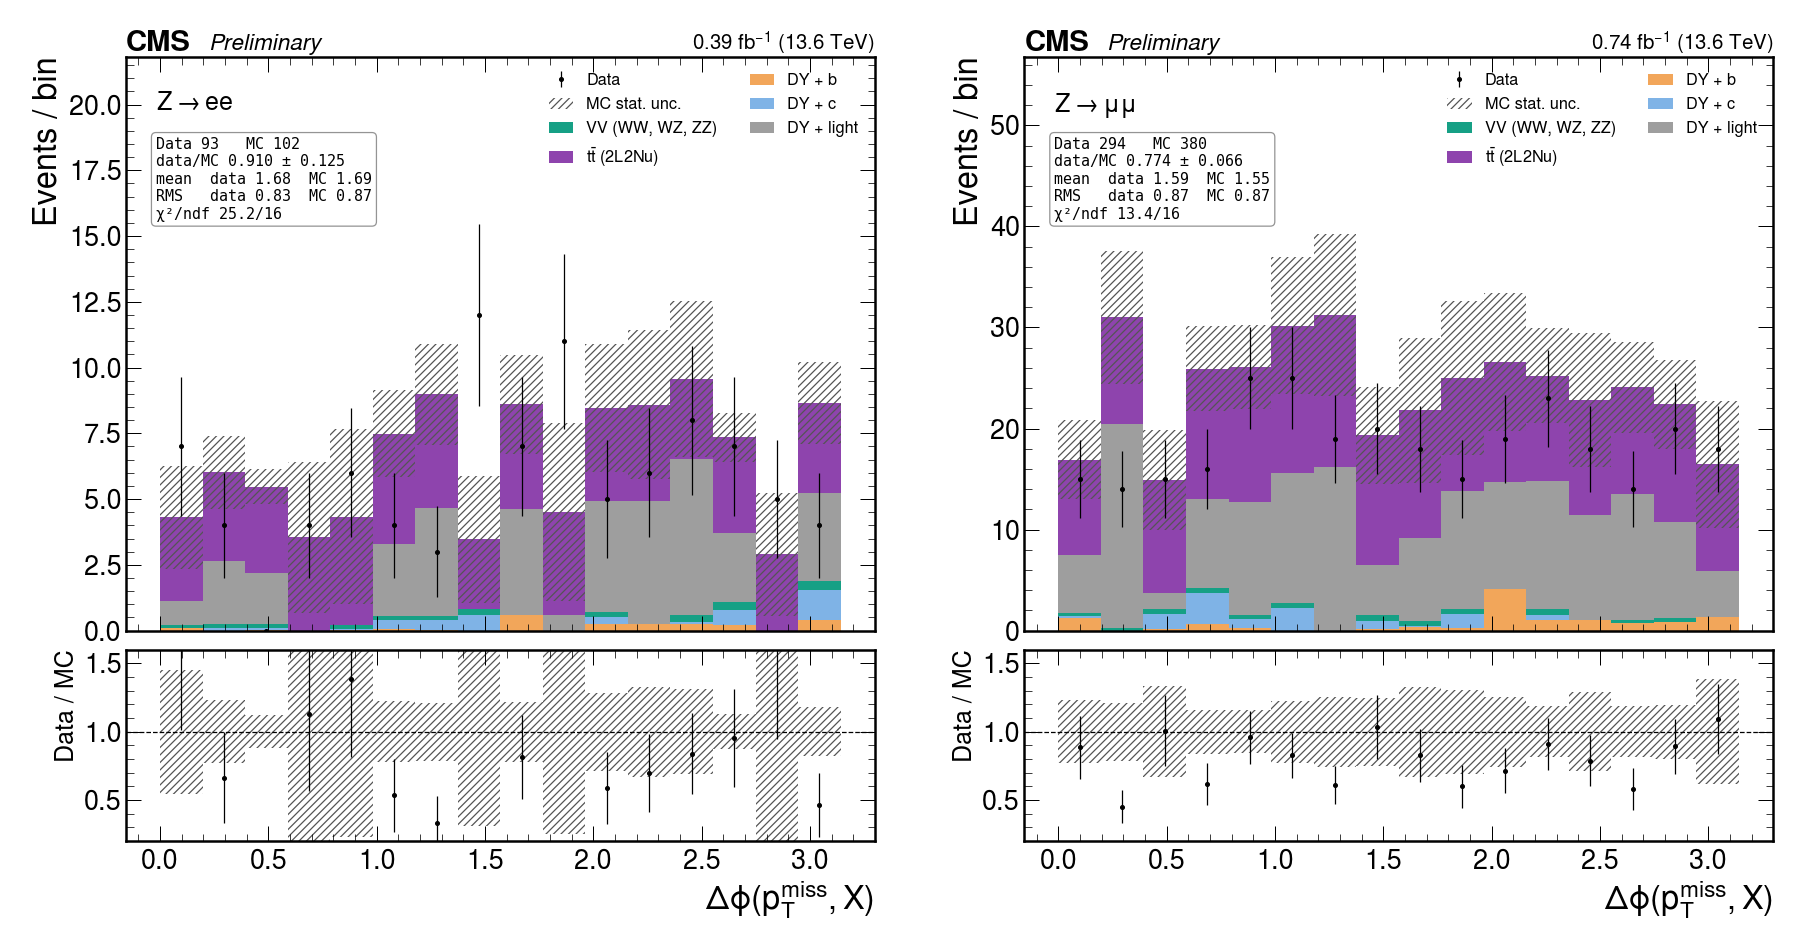 CMS Preliminary 0.39 fb⁻¹ (13.6 TeV)
Events / bin
Z→ee
Data
MC stat. unc.
VV (WW, WZ, ZZ)
tt̄ (2L2Nu)
DY + b
DY + c
DY + light
Data 93 MC 102
data/MC 0.910 ± 0.125
mean data 1.68 MC 1.69
RMS data 0.83 MC 0.87
χ²/ndf 25.2/16
20.0
17.5
15.0
12.5
10.0
7.5
5.0
2.5
0.0
Data / MC
1.5
1.0
0.5
0.0 0.5 1.0 1.5 2.0 2.5 3.0
Δϕ(p_T^miss, X)
CMS Preliminary 0.74 fb⁻¹ (13.6 TeV)
Events / bin
Z→μμ
Data
MC stat. unc.
VV (WW, WZ, ZZ)
tt̄ (2L2Nu)
DY + b
DY + c
DY + light
Data 294 MC 380
data/MC 0.774 ± 0.066
mean data 1.59 MC 1.55
RMS data 0.87 MC 0.87
χ²/ndf 13.4/16
50
40
30
20
10
0
Data / MC
1.5
1.0
0.5
0.0 0.5 1.0 1.5 2.0 2.5 3.0
Δϕ(p_T^miss, X)